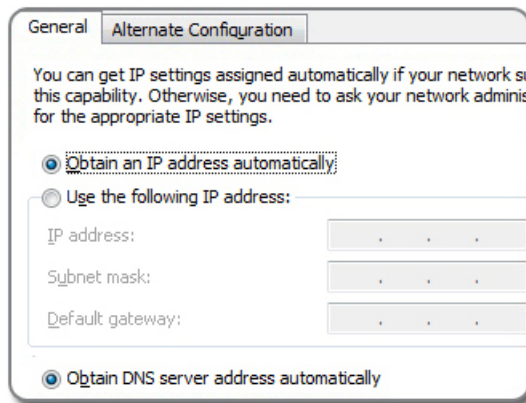 General
Alternate Configuration
You can get IP settings assigned automatically if your network
this capability. Otherwise, you need to ask your network
for the appropriate IP settings.
Obtain an IP address automatically
Use the following IP address:
IP address:
Subnet mask:
Default gateway:
Obtain DNS server address automatically